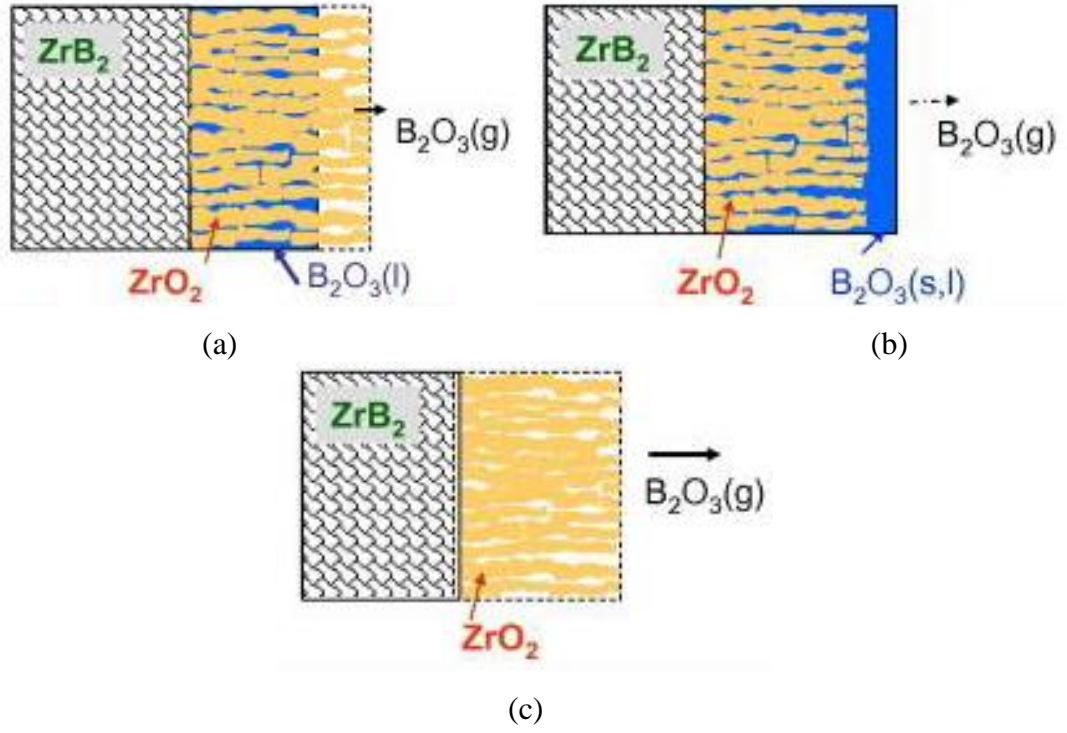 ZrB₂
B₂O₃(g)
ZrO₂
B₂O₃(l)
(a)
ZrB₂
B₂O₃(g)
ZrO₂
B₂O₃(s,l)
(b)
ZrB₂
B₂O₃(g)
ZrO₂
(c)